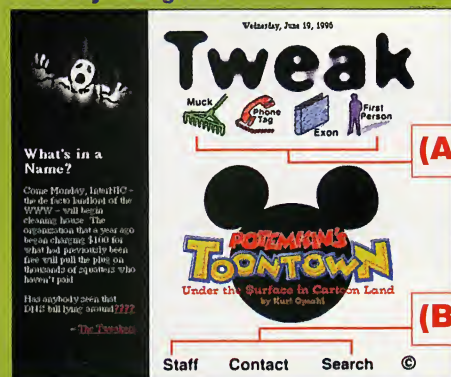 What's in a
Name?
Come Monday, InterNIC –
the de facto landlord of the
WWW – will begin
cleaning house. The
organization that a year ago
began charging $100 for
what had previously been
free will pull the plug on
thousands of squatters who
haven't paid
Has anybody seen that
bill lying around????
– The Tweakers
Wednesday, June 19, 1996
Tweak
Muck
Phone
Tag
Exon
First
Person
(A
POTEMKIN'S
TOONTOWN
Under the $urface in Cartoon Land
by Kurt Opsahl
(B
Staff Contact Search ©